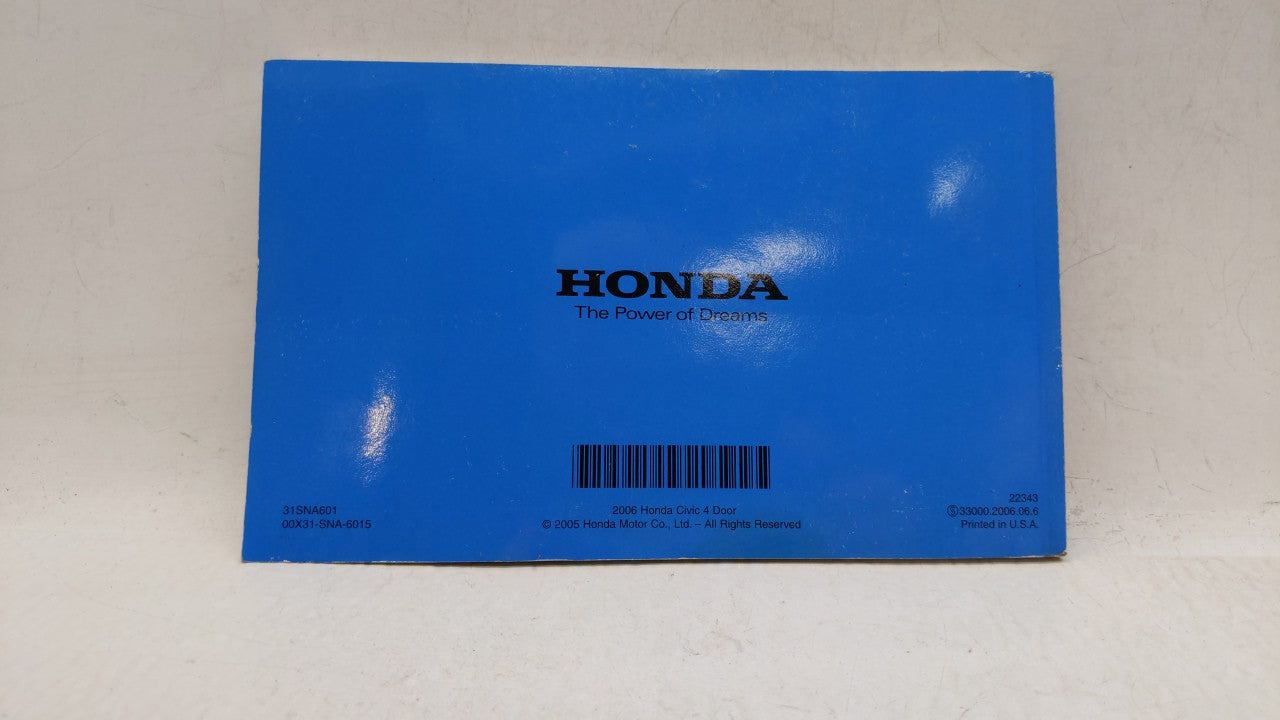 HONDA
The Power of Dreams
31SNA601
00X31-SNA-6015
2006 Honda Civic 4 Door
© 2005 Honda Motor Co., Ltd. – All Rights Reserved
22343
Ⓢ33000.2006.06.6
Printed in U.S.A.